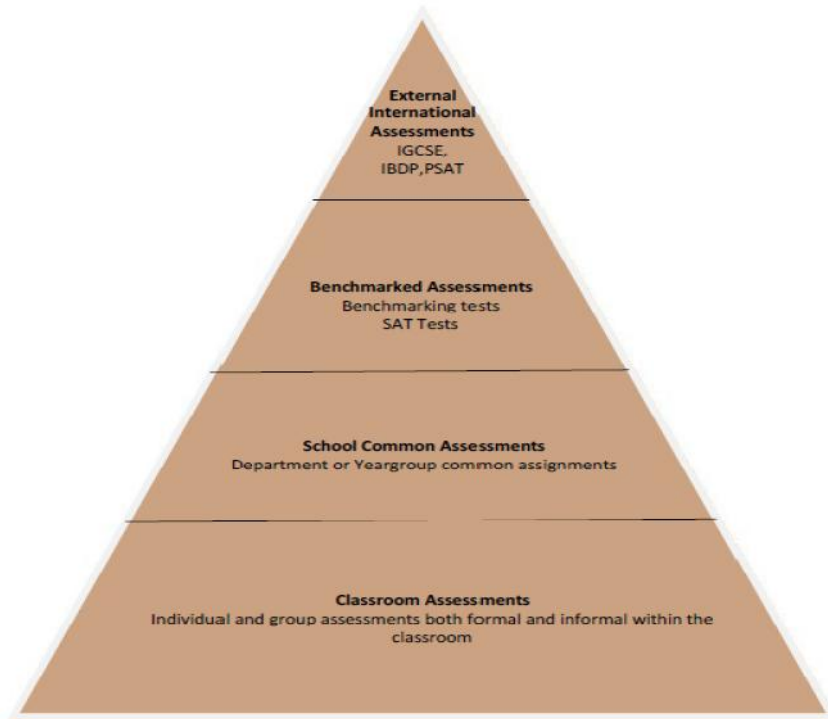 External
International
Assessments
IGCSE,
IBDP,PSAT
Benchmarked Assessments
Benchmarking tests
SAT Tests
School Common Assessments
Department or Yeargroup common assignments
Classroom Assessments
Individual and group assessments both formal and informal within the
classroom